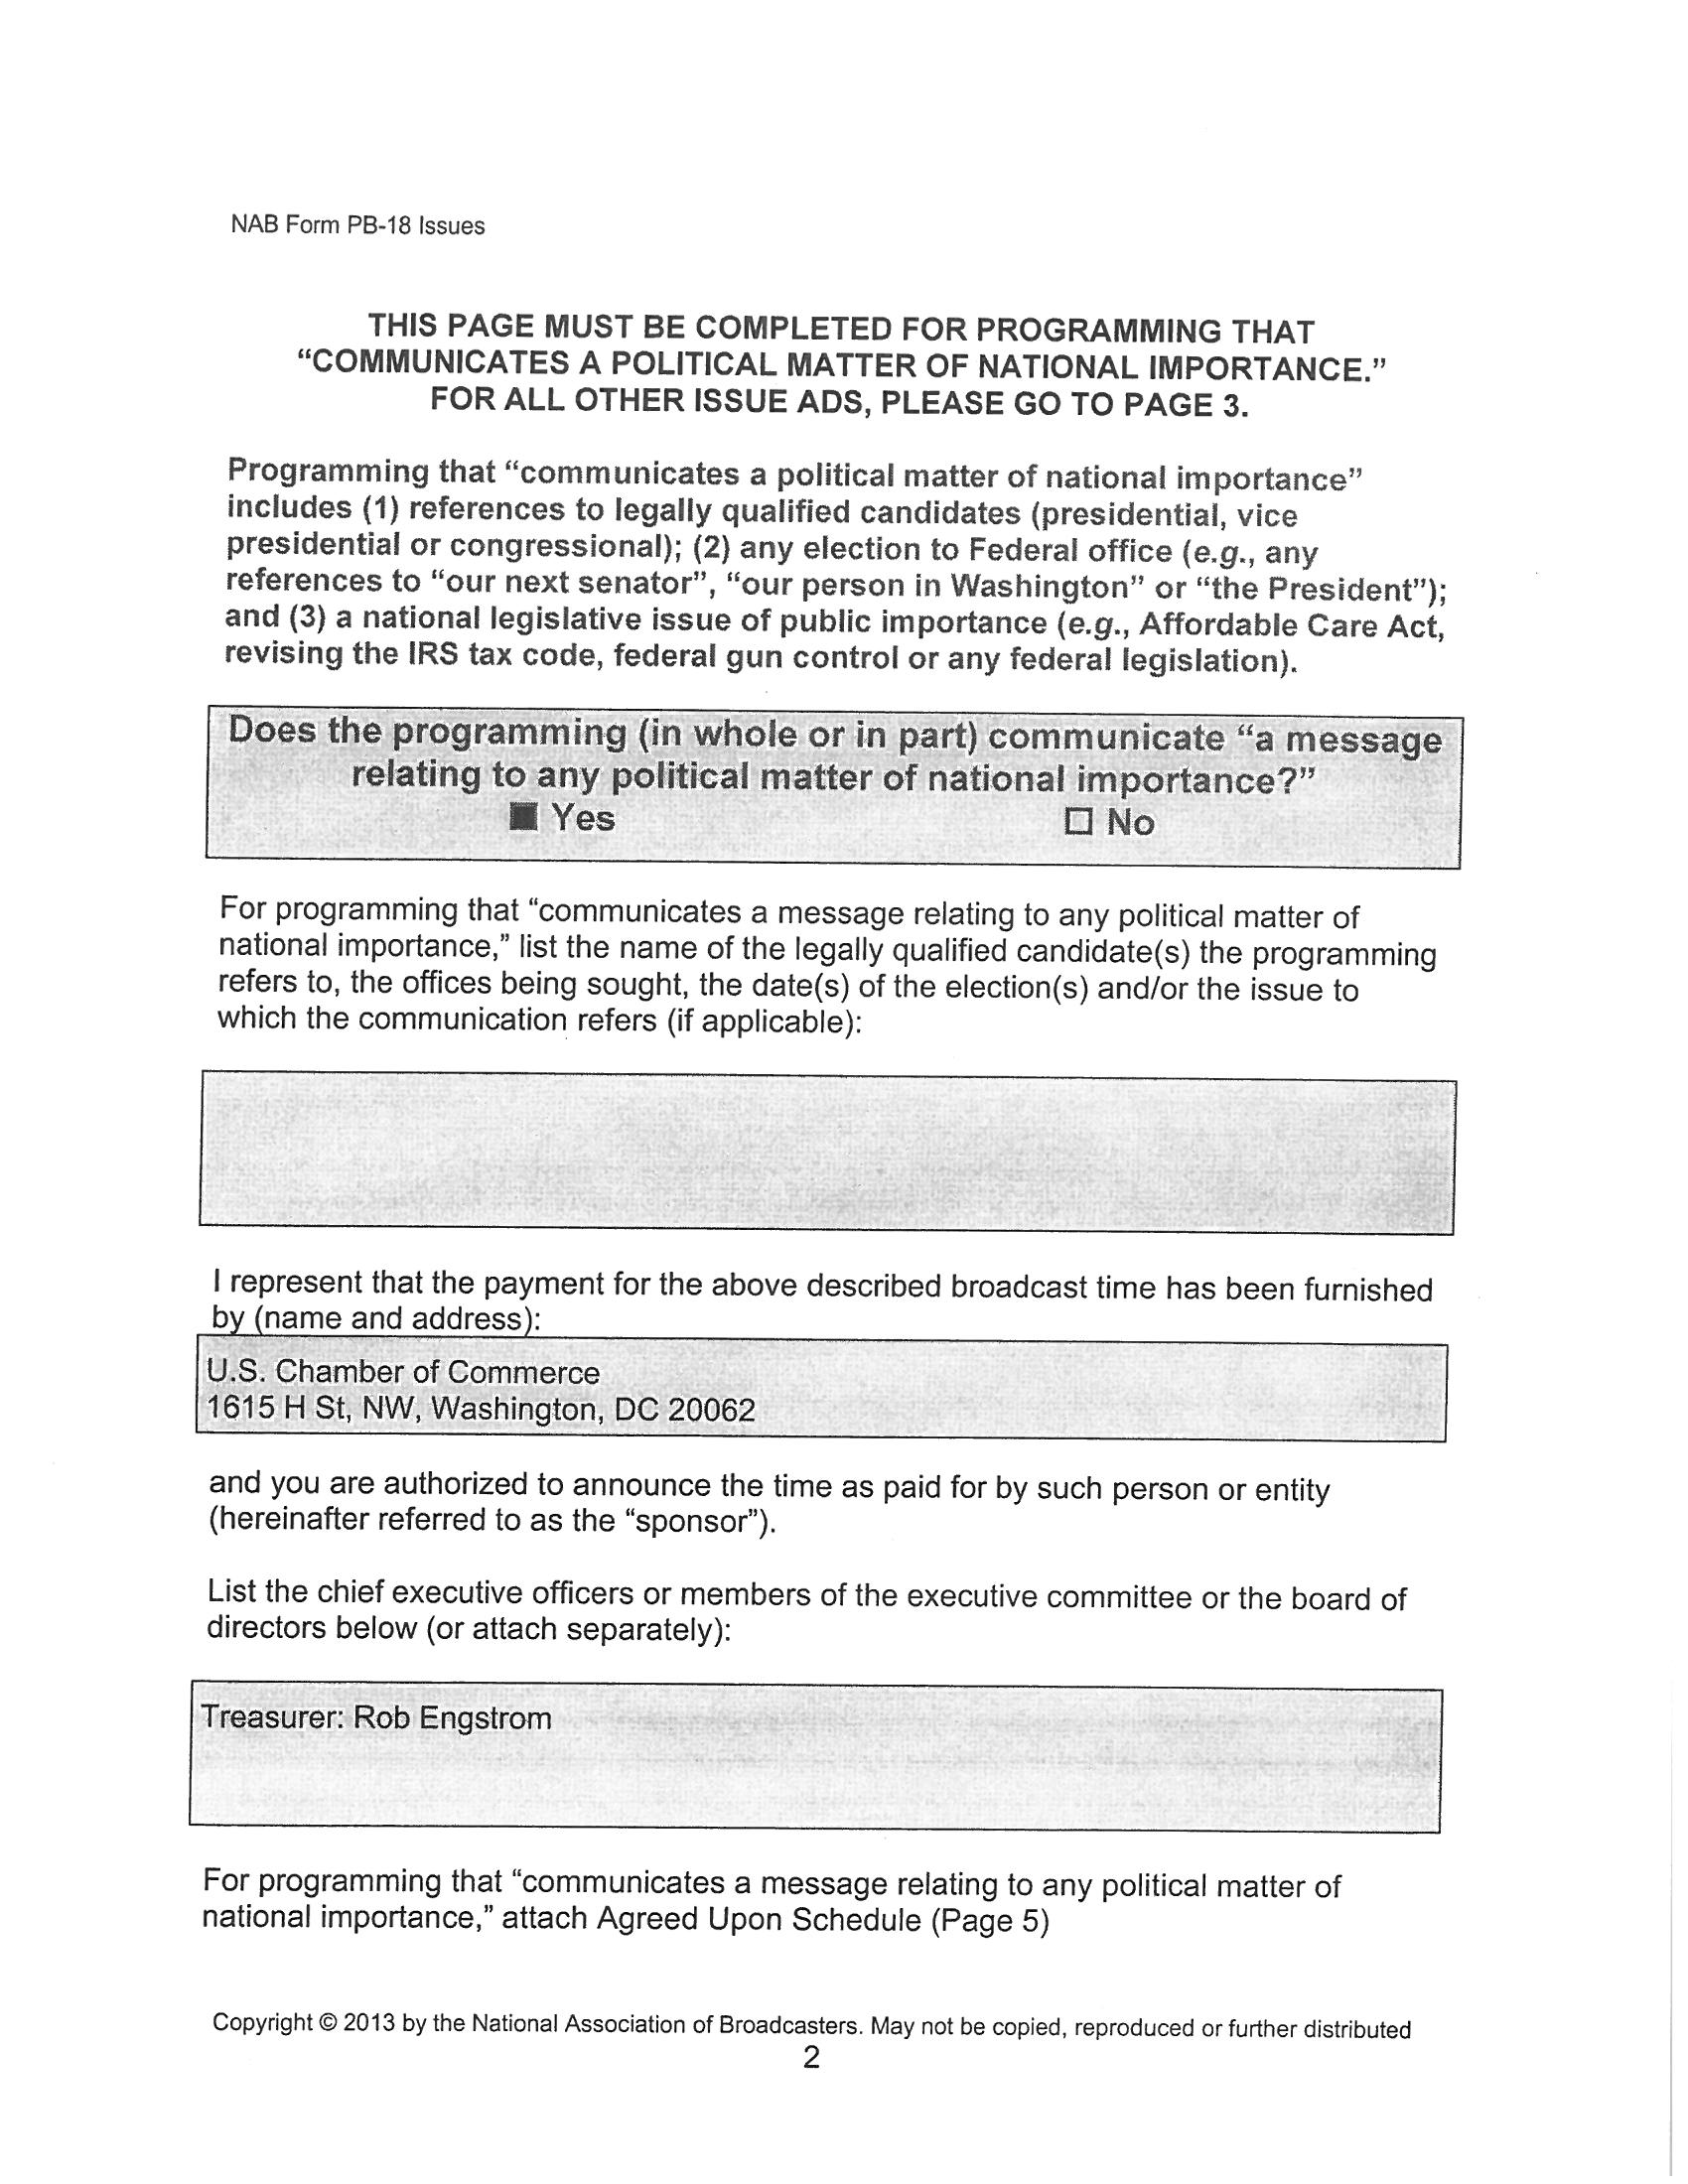 NAB Form PB-18 Issues
THIS PAGE MUST BE COMPLETED FOR PROGRAMMING THAT
“COMMUNICATES A POLITICAL MATTER OF NATIONAL IMPORTANCE.”
FOR ALL OTHER ISSUE ADS, PLEASE GO TO PAGE 3.
Programming that “communicates a political matter of national importance”
includes (1) references to legally qualified candidates (presidential, vice
presidential or congressional); (2) any election to Federal office (e.g., any
references to “our next senator”, “our person in Washington” or “the President”);
and (3) a national legislative issue of public importance (e.g., Affordable Care Act,
revising the IRS tax code, federal gun control or any federal legislation).
Does the programming (in whole or in part) communicate “a message
relating to any political matter of national importance?”
■ Yes ☐ No
For programming that “communicates a message relating to any political matter of
national importance,” list the name of the legally qualified candidate(s) the programming
refers to, the offices being sought, the date(s) of the election(s) and/or the issue to
which the communication refers (if applicable):
I represent that the payment for the above described broadcast time has been furnished
by (name and address):
U.S. Chamber of Commerce
1615 H St, NW, Washington, DC 20062
and you are authorized to announce the time as paid for by such person or entity
(hereinafter referred to as the “sponsor”).
List the chief executive officers or members of the executive committee or the board of
directors below (or attach separately):
Treasurer: Rob Engstrom
For programming that “communicates a message relating to any political matter of
national importance,” attach Agreed Upon Schedule (Page 5)
Copyright © 2013 by the National Association of Broadcasters. May not be copied, reproduced or further distributed
2